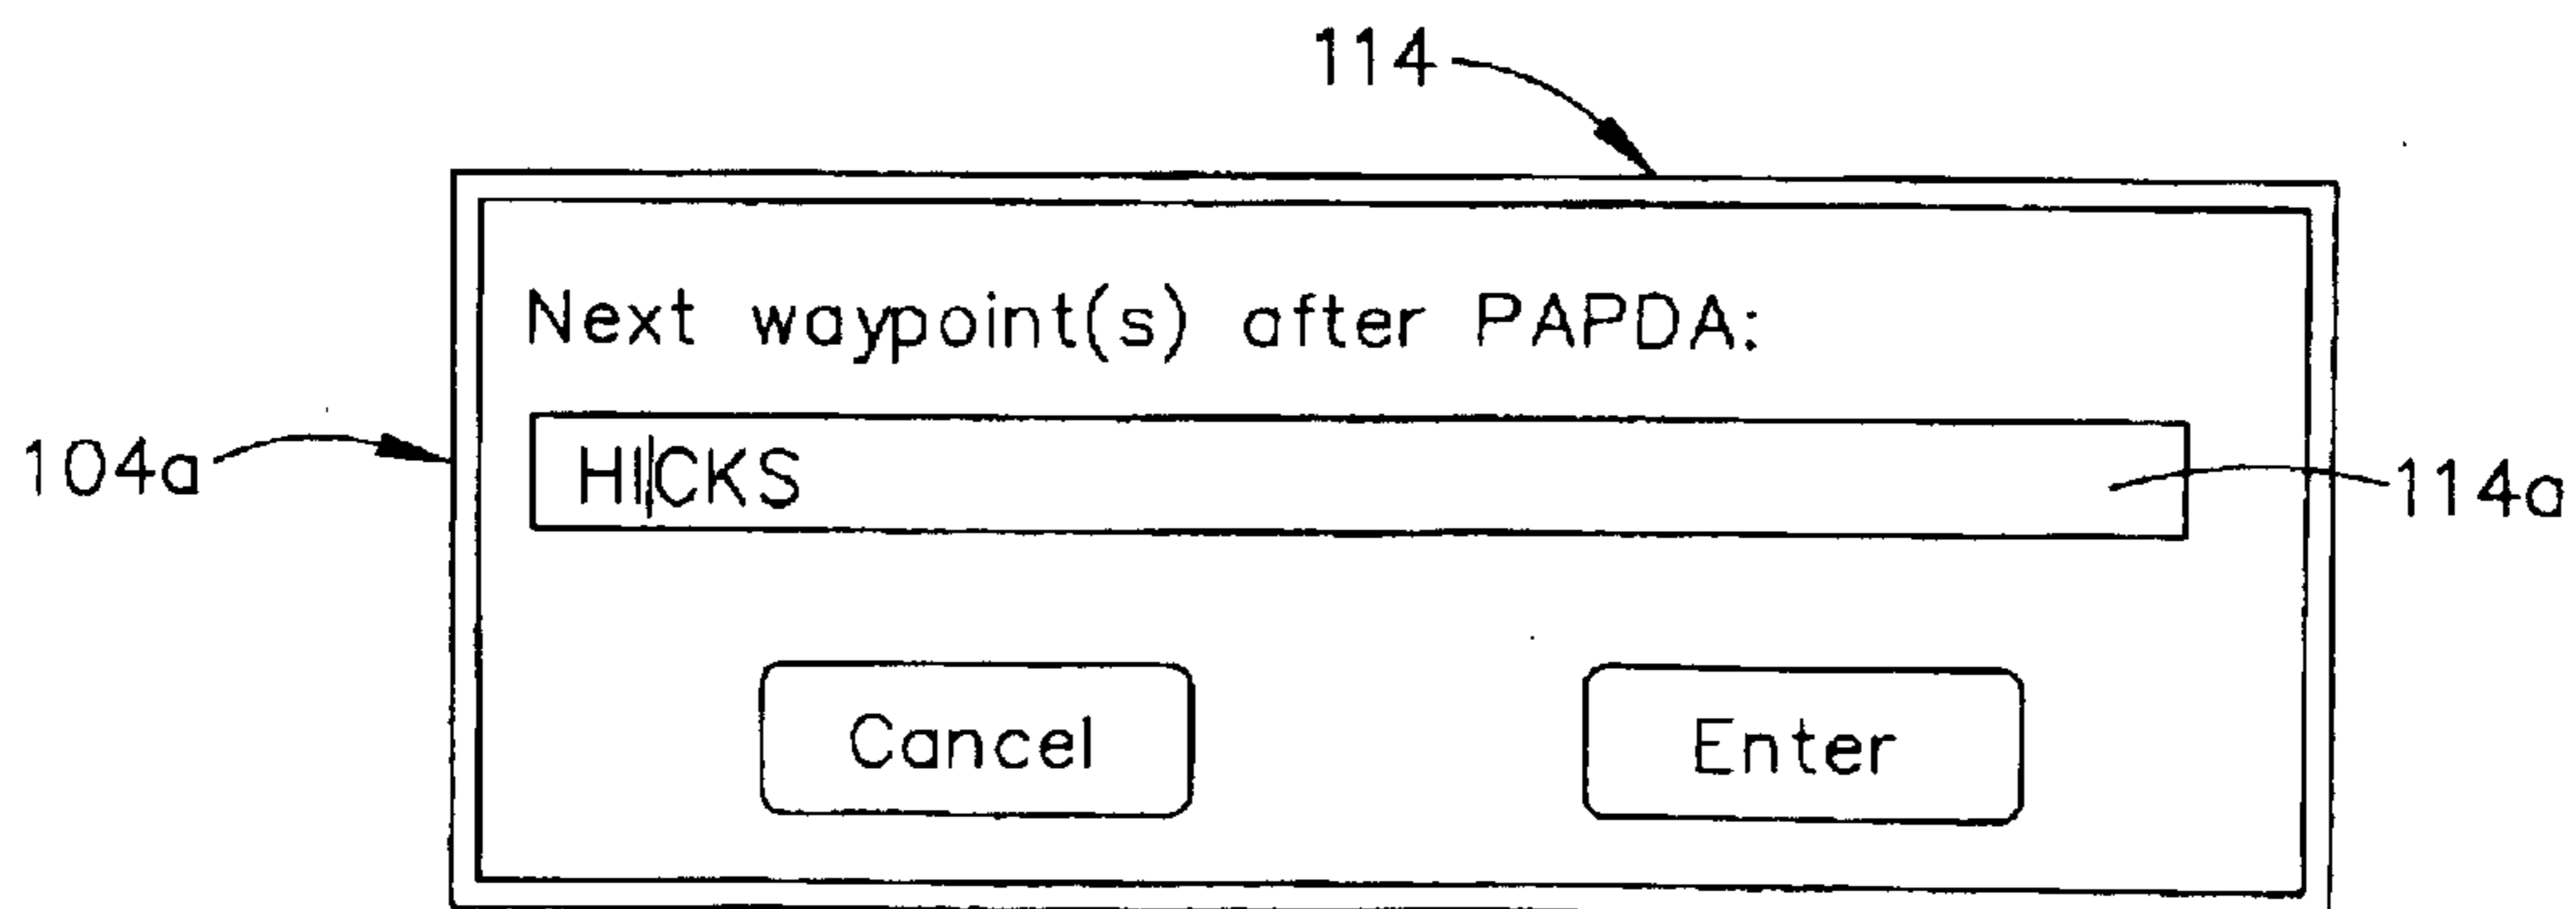 114
Next waypoint(s) after PAPDA:
104a
HI|CKS
114a
Cancel Enter